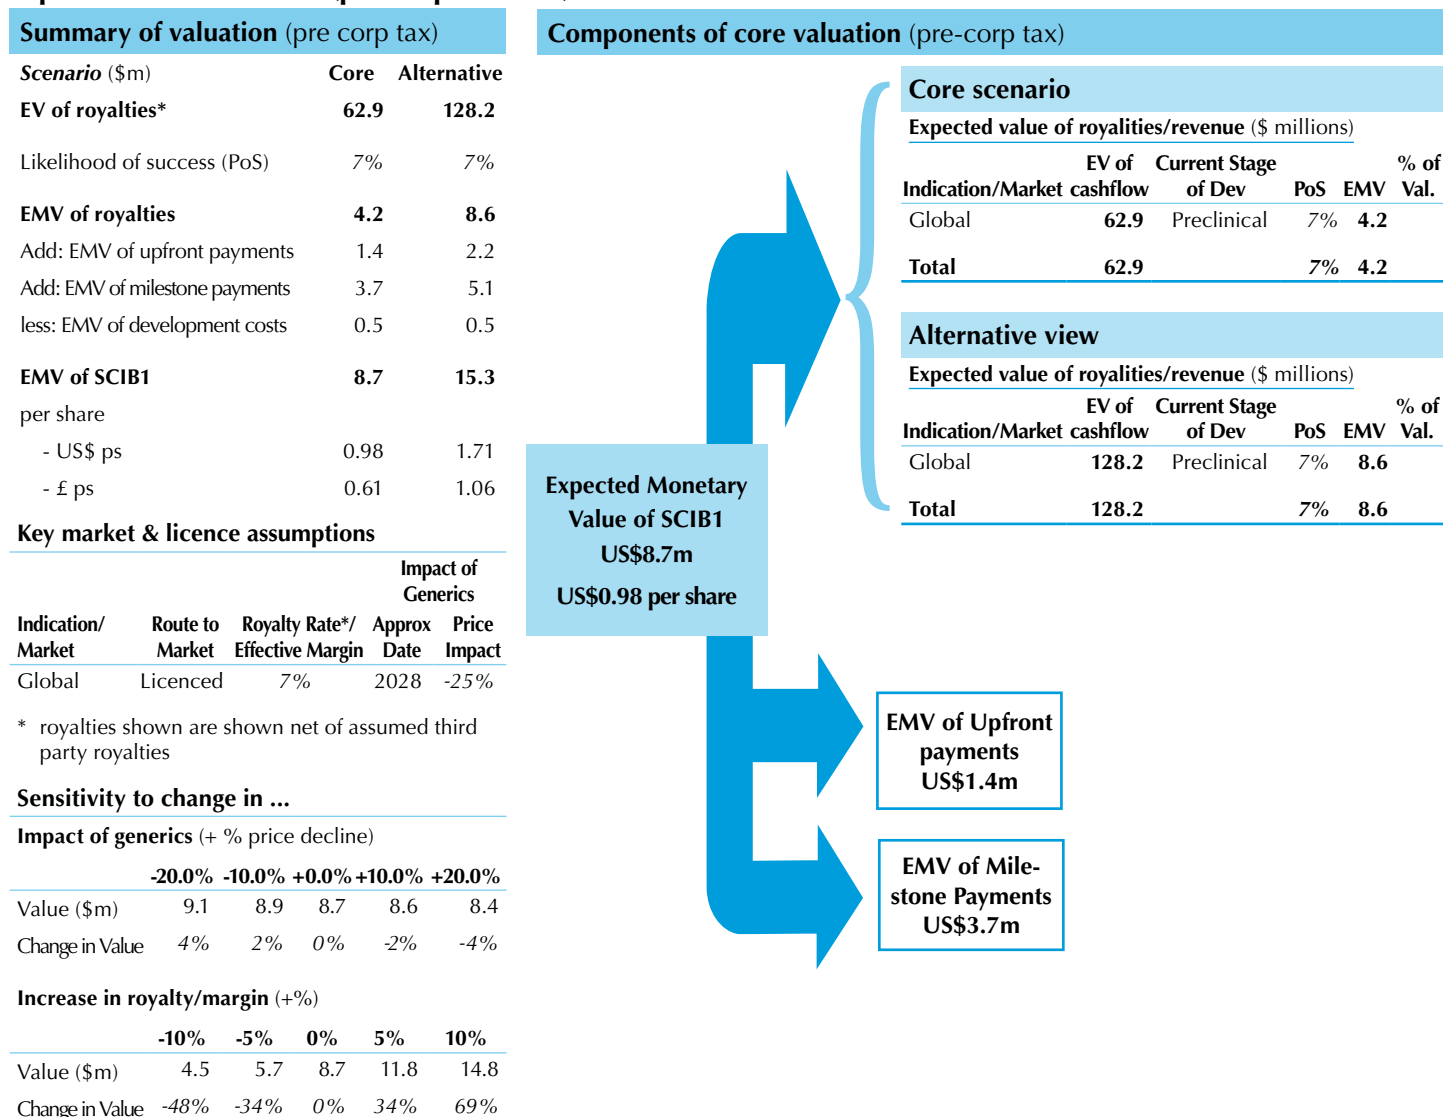 Summary of valuation (pre corp tax)
Scenario ($m) Core Alternative
EV of royalties* 62.9 128.2
Likelihood of success (PoS) 7% 7%
EMV of royalties 4.2 8.6
Add: EMV of upfront payments 1.4 2.2
Add: EMV of milestone payments 3.7 5.1
less: EMV of development costs 0.5 0.5
EMV of SCIB1 8.7 15.3
per share
- US$ ps 0.98 1.71
- £ ps 0.61 1.06
Key market & licence assumptions
Impact of
Generics
Indication/ Route to Royalty Rate*/ Approx Price
Market Market Effective Margin Date Impact
Global Licenced 7% 2028 -25%
* royalties shown are shown net of assumed third
party royalties
Sensitivity to change in ...
Impact of generics (+ % price decline)
-20.0% -10.0% +0.0% +10.0% +20.0%
Value ($m) 9.1 8.9 8.7 8.6 8.4
Change in Value 4% 2% 0% -2% -4%
Increase in royalty/margin (+%)
-10% -5% 0% 5% 10%
Value ($m) 4.5 5.7 8.7 11.8 14.8
Change in Value -48% -34% 0% 34% 69%
Components of core valuation (pre-corp tax)
Core scenario
Expected value of royalities/revenue ($ millions)
EV of Current Stage % of
Indication/Market cashflow of Dev PoS EMV Val.
Global 62.9 Preclinical 7% 4.2
Total 62.9 7% 4.2
Alternative view
Expected value of royalities/revenue ($ millions)
EV of Current Stage % of
Indication/Market cashflow of Dev PoS EMV Val.
Global 128.2 Preclinical 7% 8.6
Total 128.2 7% 8.6
Expected Monetary
Value of SCIB1
US$8.7m
US$0.98 per share
EMV of Upfront
payments
US$1.4m
EMV of Mile-
stone Payments
US$3.7m